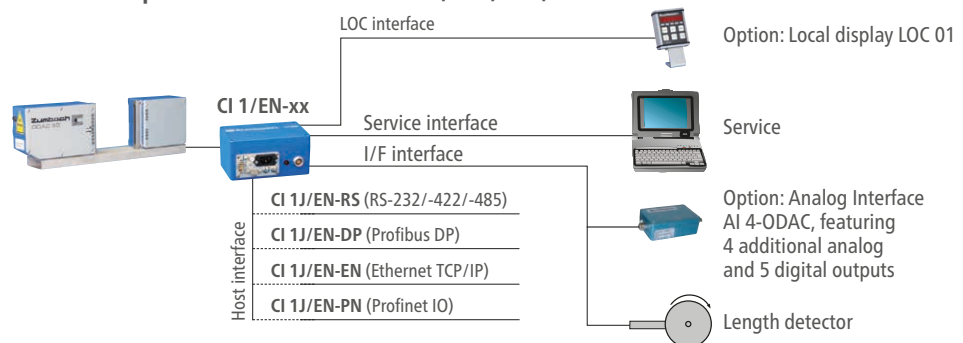 LOC interface
Option: Local display LOC 01
CI 1/EN-xx
Zumbach
ODAC
Service interface
Service
I/F interface
CI 1J/EN-RS (RS-232/-422/-485)
CI 1J/EN-DP (Profibus DP)
CI 1J/EN-EN (Ethernet TCP/IP)
CI 1J/EN-PN (Profinet IO)
Host interface
Option: Analog Interface
AI 4-ODAC, featuring
4 additional analog
and 5 digital outputs
Length detector